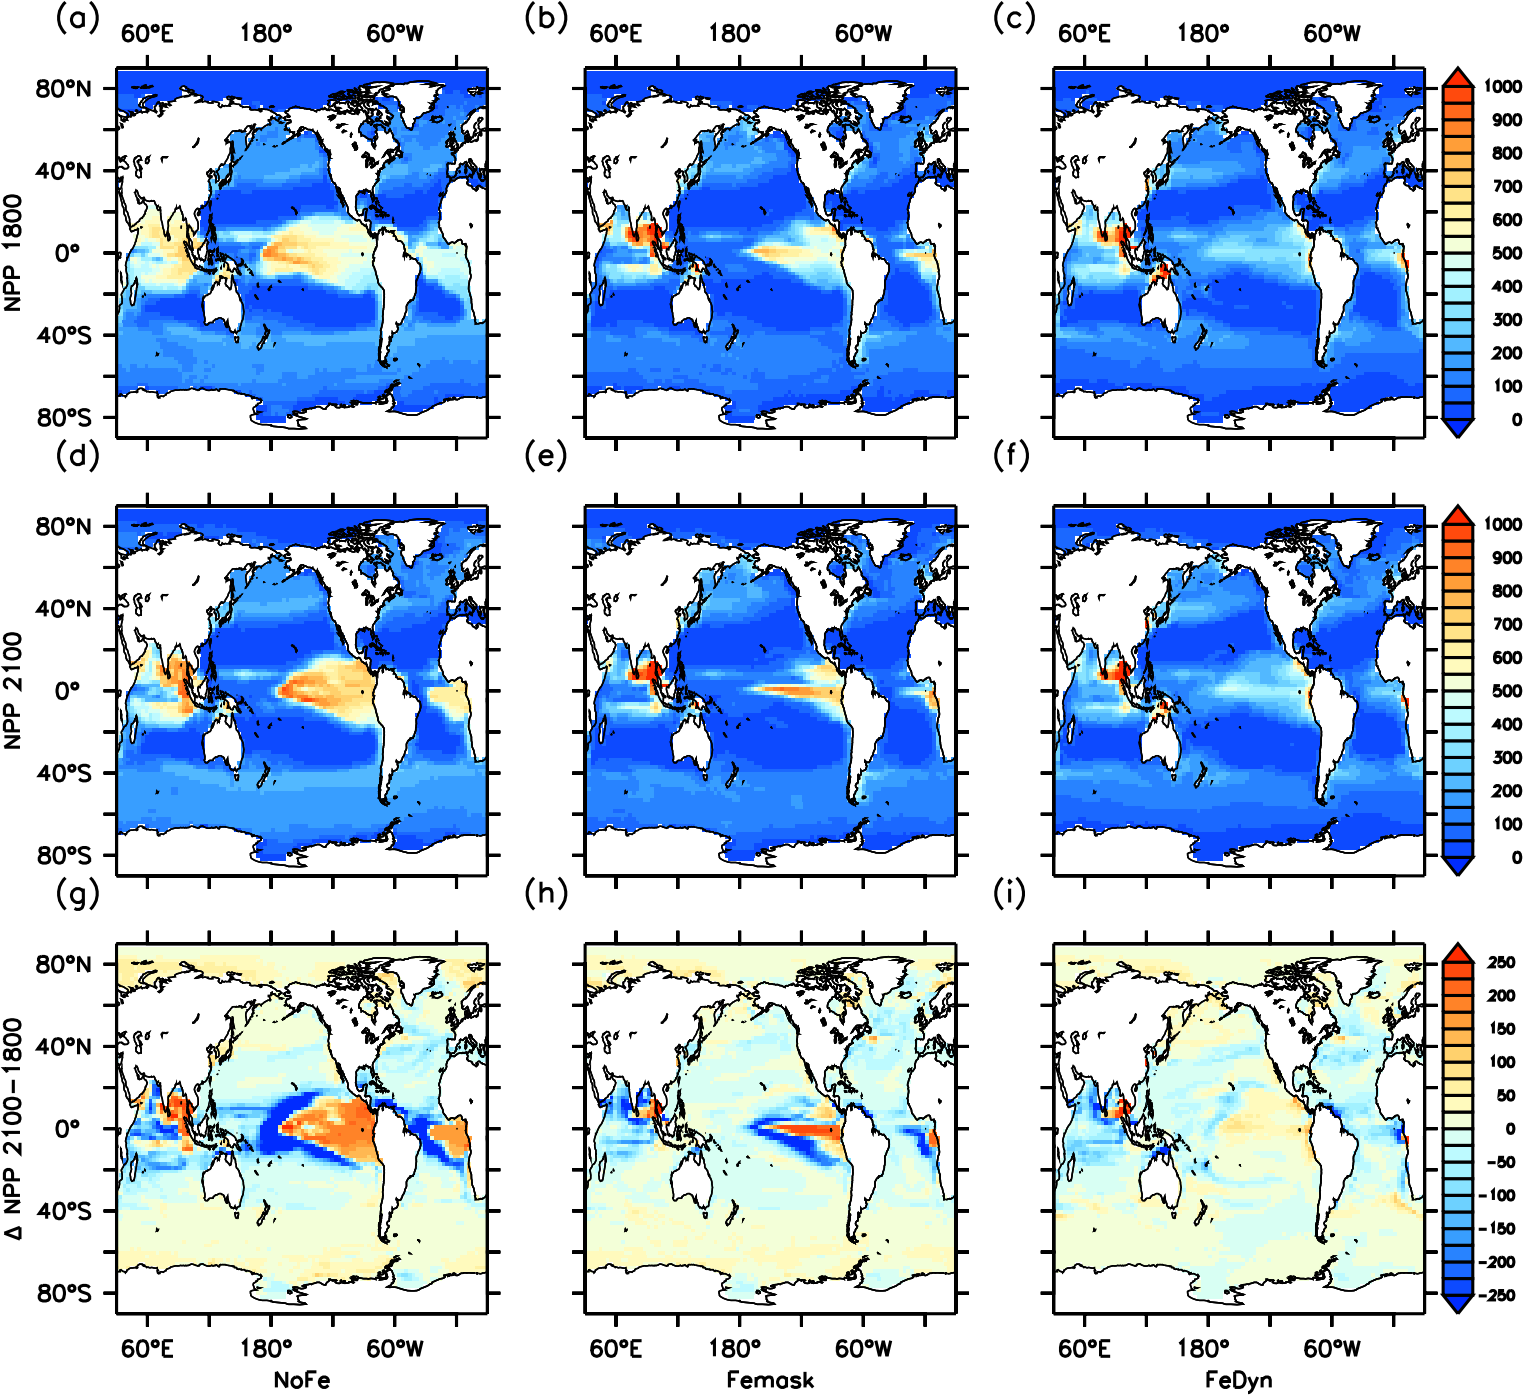 (a) (b) (c)
60°E 180° 60°W 60°E 180° 60°W 60°E 180° 60°W
NPP 1800
80°N
40°N
0°
40°S
80°S
1000
900
800
700
600
500
400
300
200
100
0
(d) (e) (f)
NPP 2100
80°N
40°N
0°
40°S
80°S
1000
900
800
700
600
500
400
300
200
100
0
(g) (h) (i)
Δ NPP 2100-1800
80°N
40°N
0°
40°S
80°S
250
200
150
100
50
0
-50
-100
-150
-200
-250
60°E 180° 60°W 60°E 180° 60°W 60°E 180° 60°W
NoFe Femask FeDyn